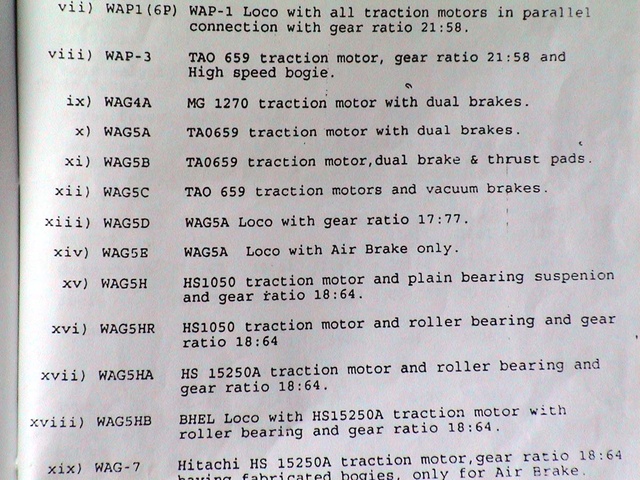 vii) WAP1(6P) WAP-1 Loco with all traction motors in parallel
connection with gear ratio 21:58.
viii) WAP-3 TAO 659 traction motor, gear ratio 21:58 and
High speed bogie.
ix) WAG4A MG 1270 traction motor with dual brakes.
x) WAG5A TA0659 traction motor with dual brakes.
xi) WAG5B TA0659 traction motor,dual brake & thrust pads.
xii) WAG5C TAO 659 traction motors and vacuum brakes.
xiii) WAG5D WAG5A Loco with gear ratio 17:77.
xiv) WAG5E WAG5A Loco with Air Brake only.
xv) WAG5H HS1050 traction motor and plain bearing suspenion
and gear ratio 18:64.
xvi) WAG5HR HS1050 traction motor and roller bearing and gear
ratio 18:64
xvii) WAG5HA HS 15250A traction motor and roller bearing and
gear ratio 18:64.
xviii) WAG5HB BHEL Loco with HS15250A traction motor with
roller bearing and gear ratio 18:64.
xix) WAG-7 Hitachi HS 15250A traction motor,gear ratio 18:64
having fabricated bogies, only for Air Brake.